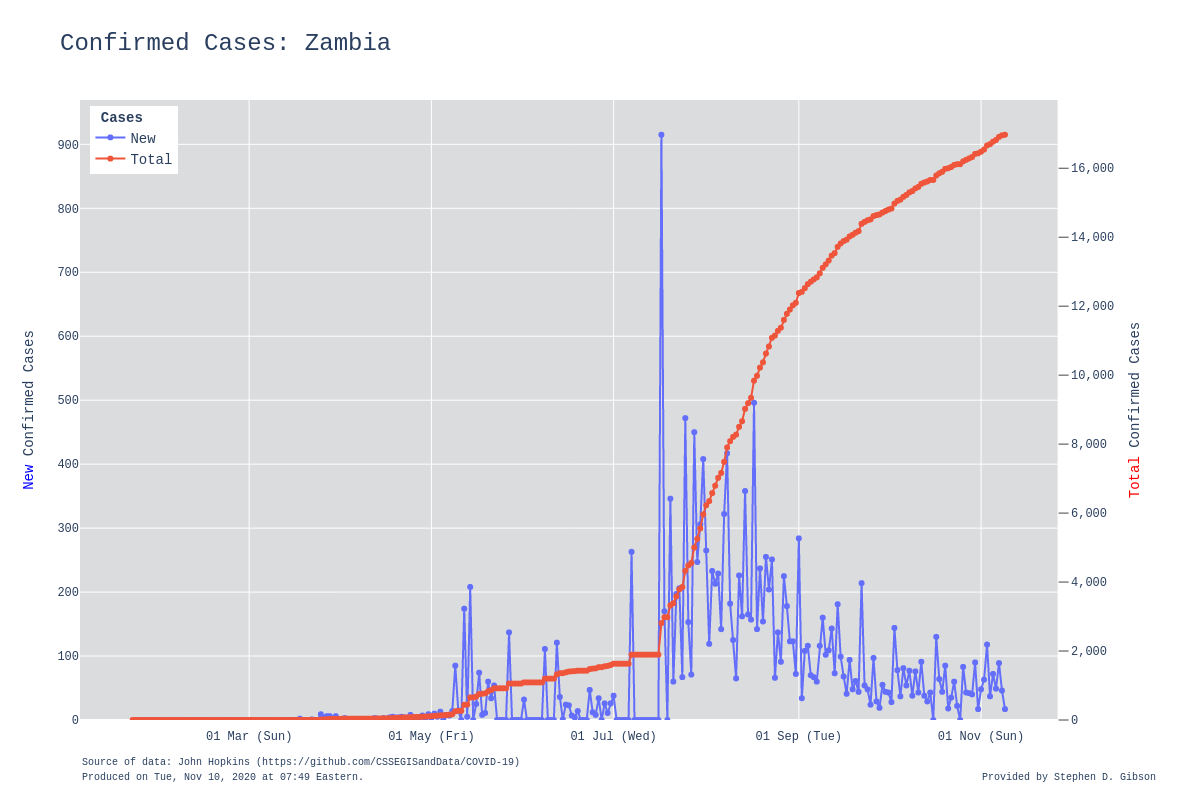 Confirmed Cases: Zambia
Cases
New
Total
900
800
700
600
500
400
300
200
100
0
16,000
14,000
12,000
10,000
8,000
6,000
4,000
2,000
0
New Confirmed Cases
Total Confirmed Cases
01 Mar (Sun)
01 May (Fri)
01 Jul (Wed)
01 Sep (Tue)
01 Nov (Sun)
Source of data: John Hopkins (https://github.com/CSSEGISandData/COVID-19)
Produced on Tue, Nov 10, 2020 at 07:49 Eastern.
Provided by Stephen D. Gibson